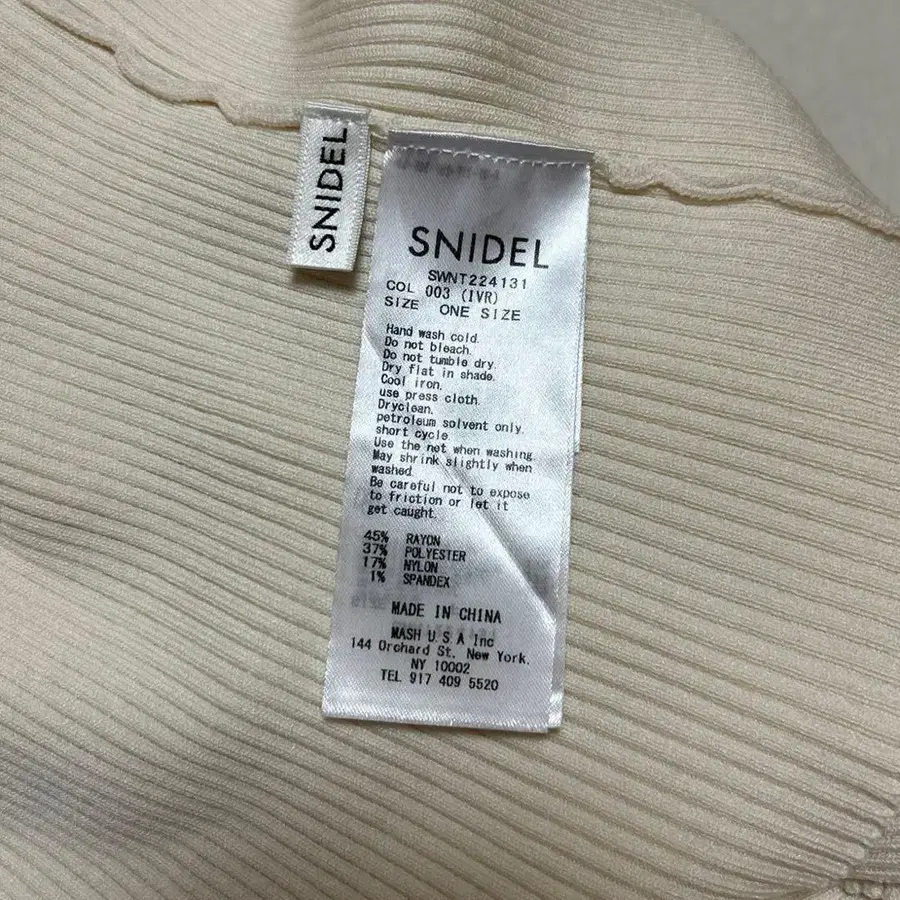 SNIDEL
SNIDEL
SWNT224131
COL 003 (IVR)
SIZE ONE SIZE
Hand wash cold.
Do not bleach.
Do not tumble dry.
Dry flat in shade.
Cool iron.
use press cloth.
Dryclean.
petroleum solvent only.
short cycle
Use the net when washing.
May shrink slightly when
washed.
Be careful not to expose
to friction or let it
get caught.
45% RAYON
37% POLYESTER
17% NYLON
1% SPANDEX
MADE IN CHINA
MASH U.S.A Inc
144 Orchard St. New York,
NY 10002
TEL 917 409 5520